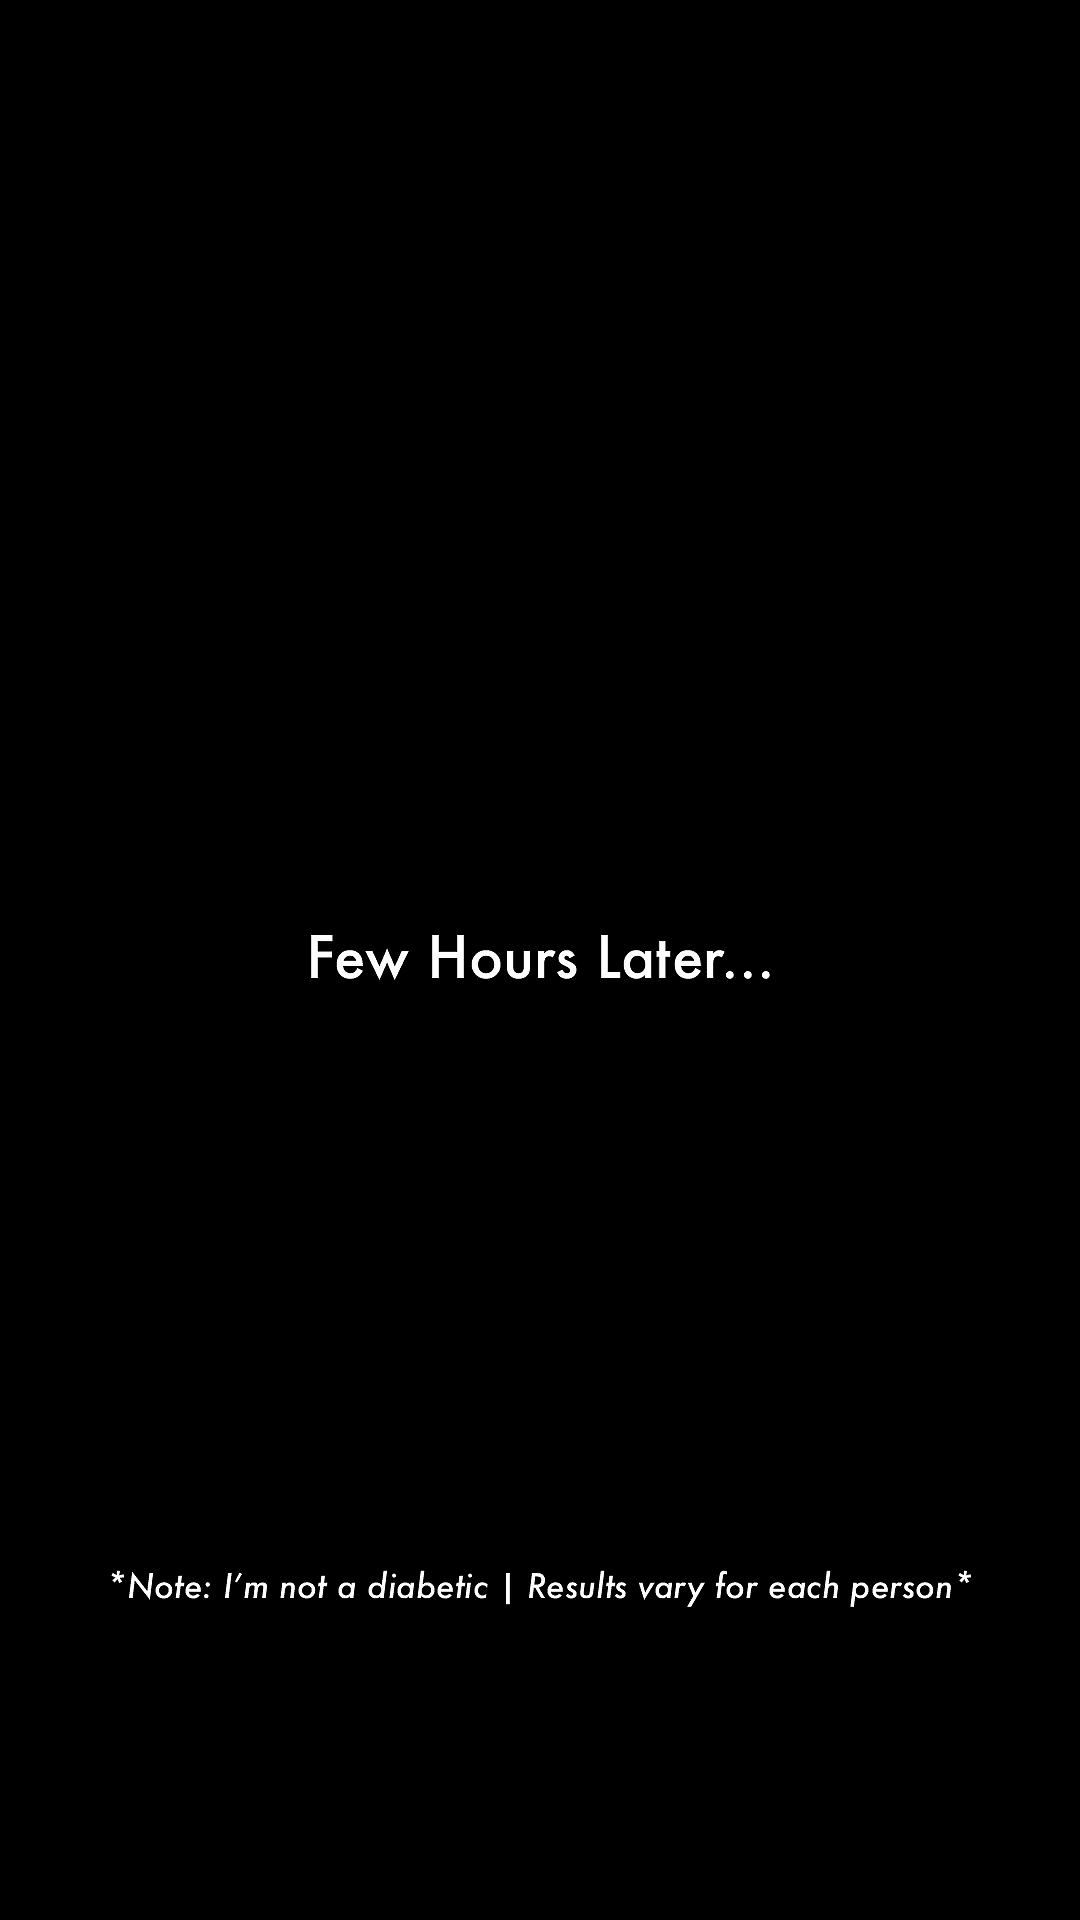 Few Hours Later...
*Note: I’m not a diabetic | Results vary for each person*